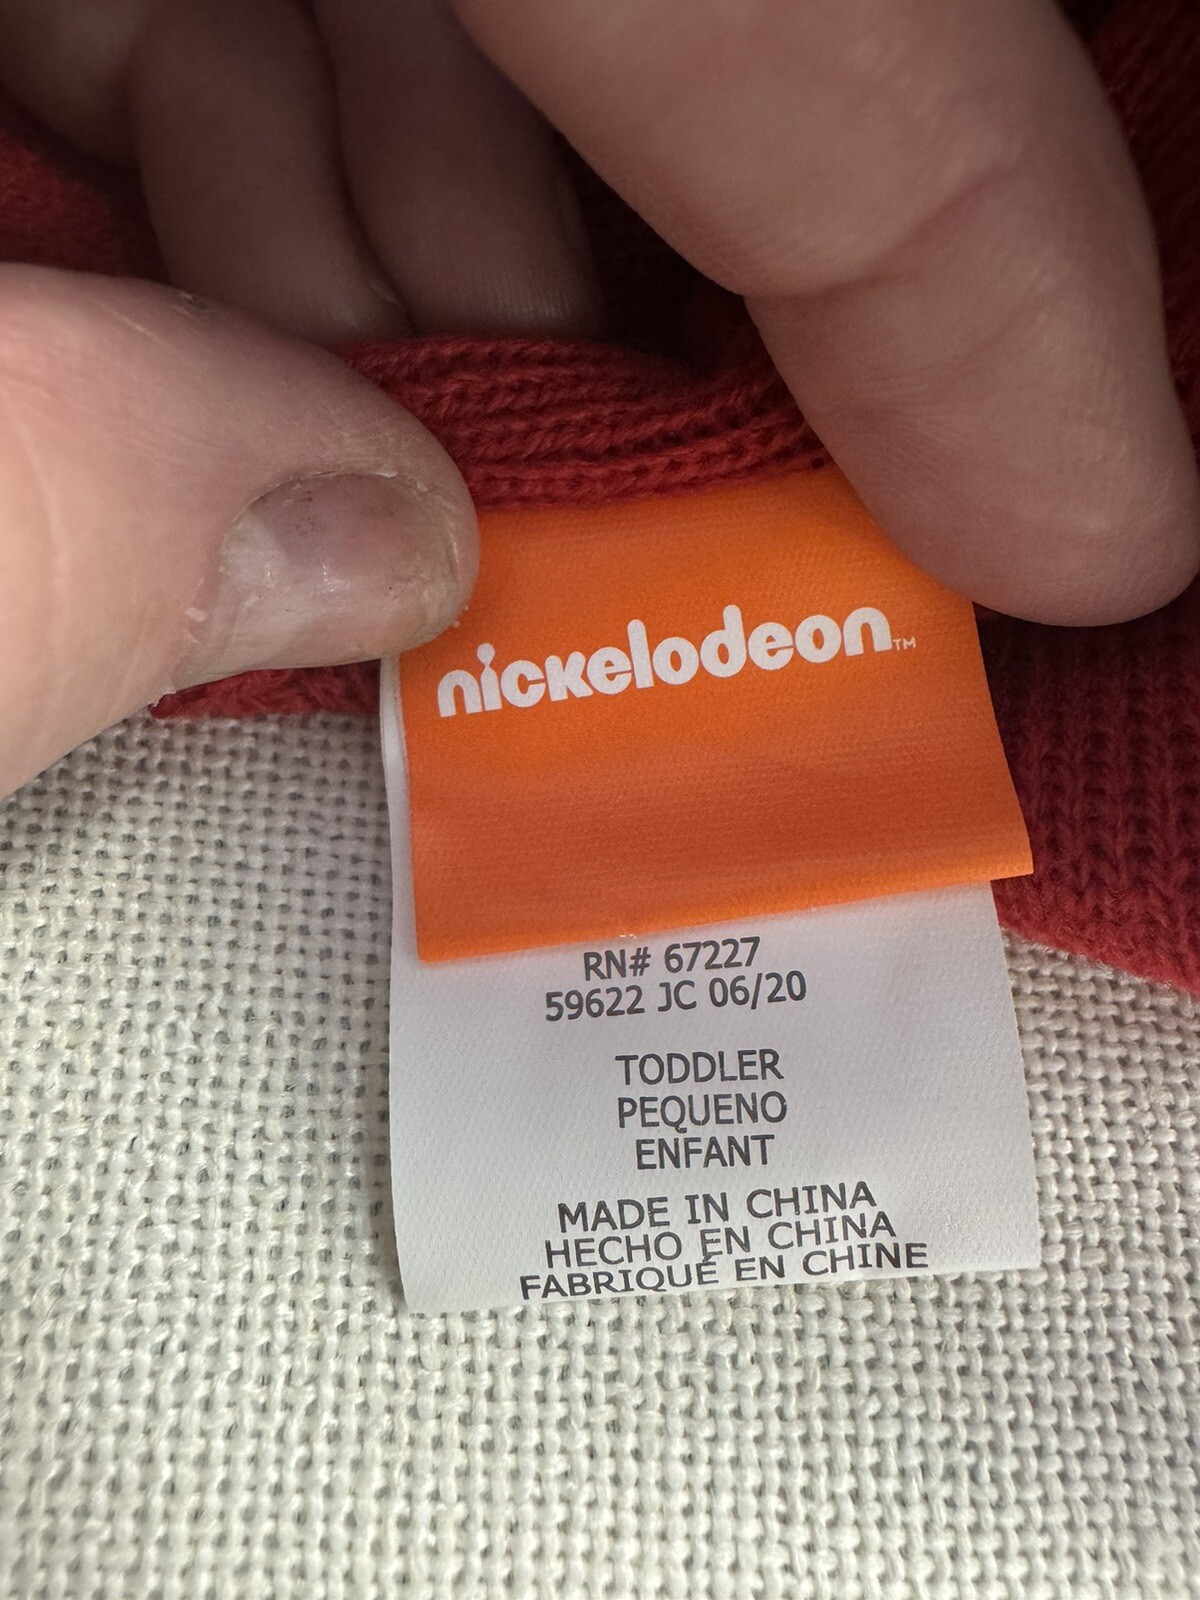 nickelodeon™
RN# 67227
59622 JC 06/20
TODDLER
PEQUENO
ENFANT
MADE IN CHINA
HECHO EN CHINA
FABRIQUÉ EN CHINE